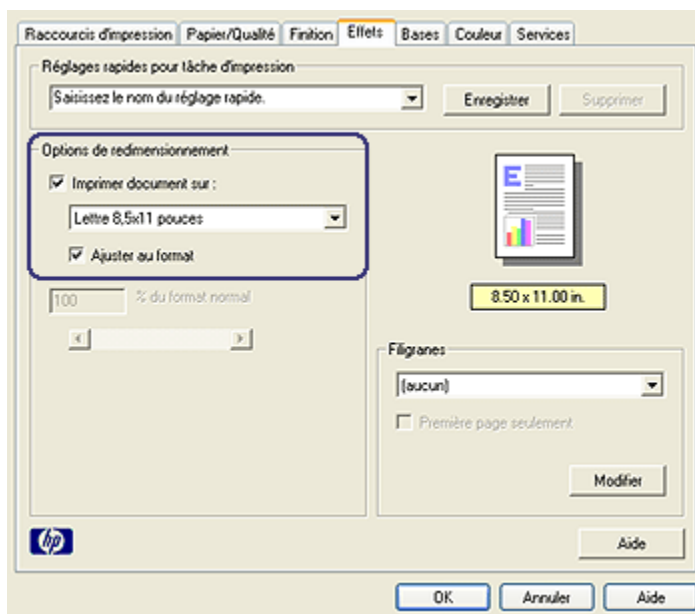 Raccourcis d'impression Papier/Qualité Finition Effets Bases Couleur Services
Réglages rapides pour tâche d'impression
Saisissez le nom du réglage rapide. Enregistrer Supprimer
Options de redimensionnement
Imprimer document sur :
Lettre 8,5x11 pouces
Ajuster au format
100 % du format normal
E
8.50 x 11.00 in.
Filigranes
(aucun)
Première page seulement
Modifier
hp
Aide
OK Annuler Aide